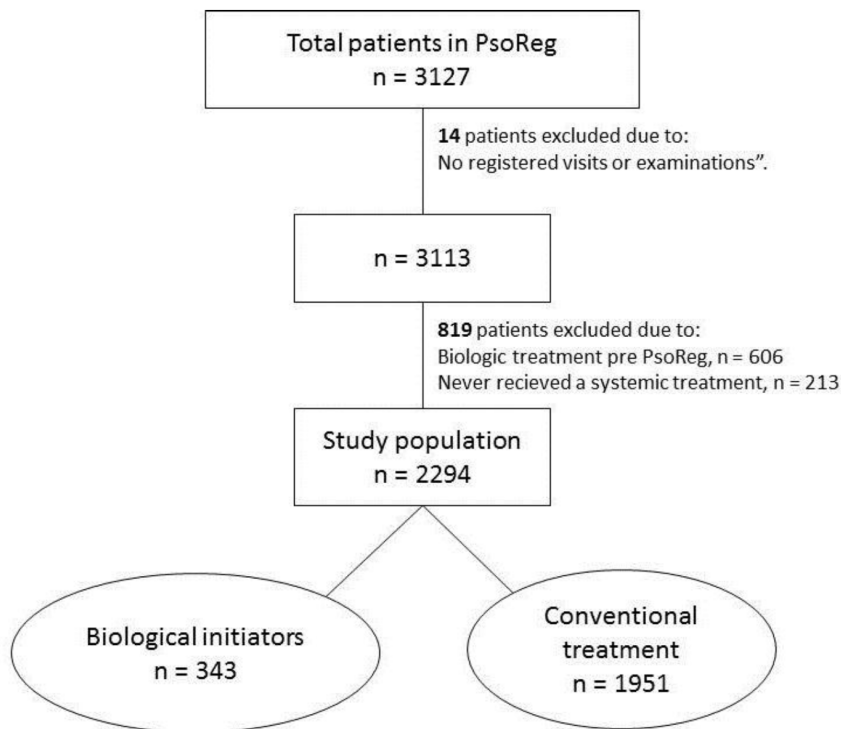 Total patients in PsoReg
n = 3127
14 patients excluded due to:
No registered visits or examinations”.
n = 3113
819 patients excluded due to:
Biologic treatment pre PsoReg, n = 606
Never recieved a systemic treatment, n = 213
Study population
n = 2294
Biological initiators
n = 343
Conventional
treatment
n = 1951